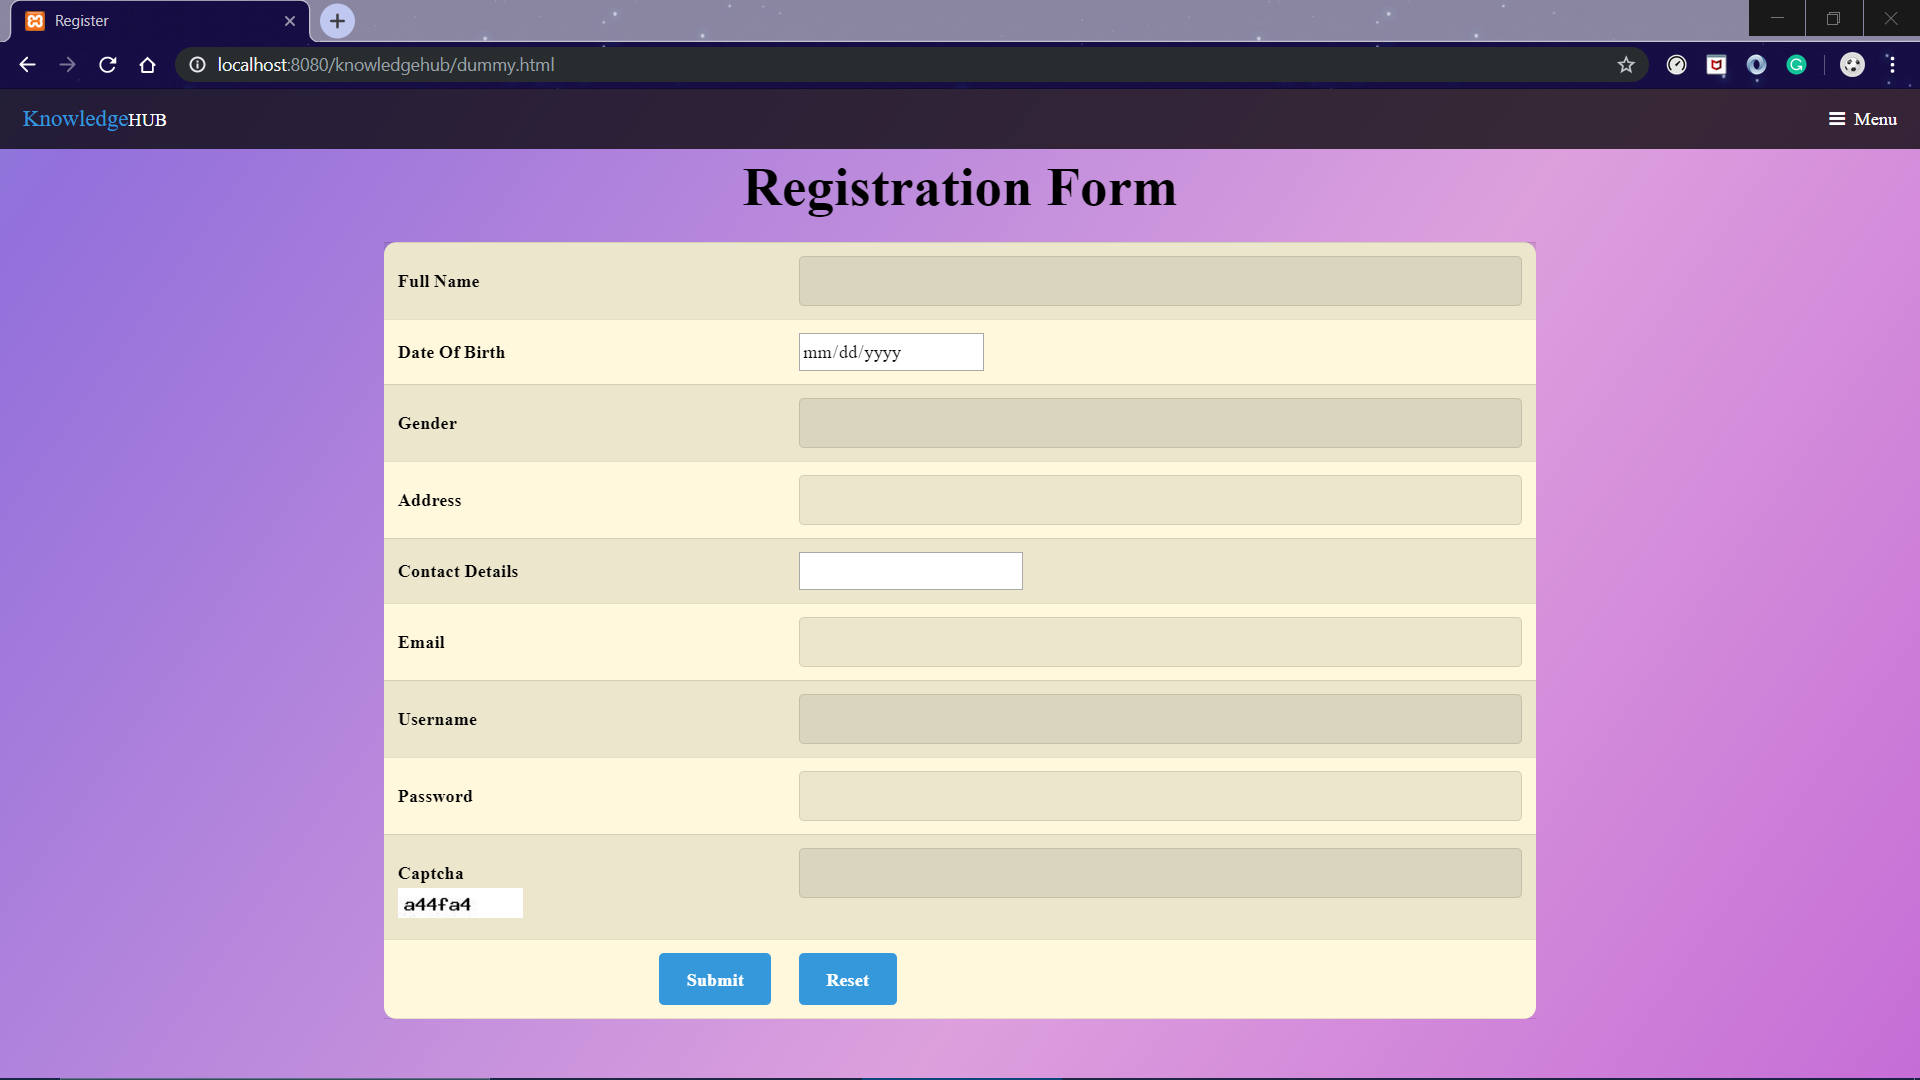 Register
localhost:8080/knowledgehub/dummy.html
KnowledgeHUB
Menu
Registration Form
Full Name
Date Of Birth
mm/dd/yyyy
Gender
Address
Contact Details
Email
Username
Password
Captcha
a44fa4
Submit
Reset